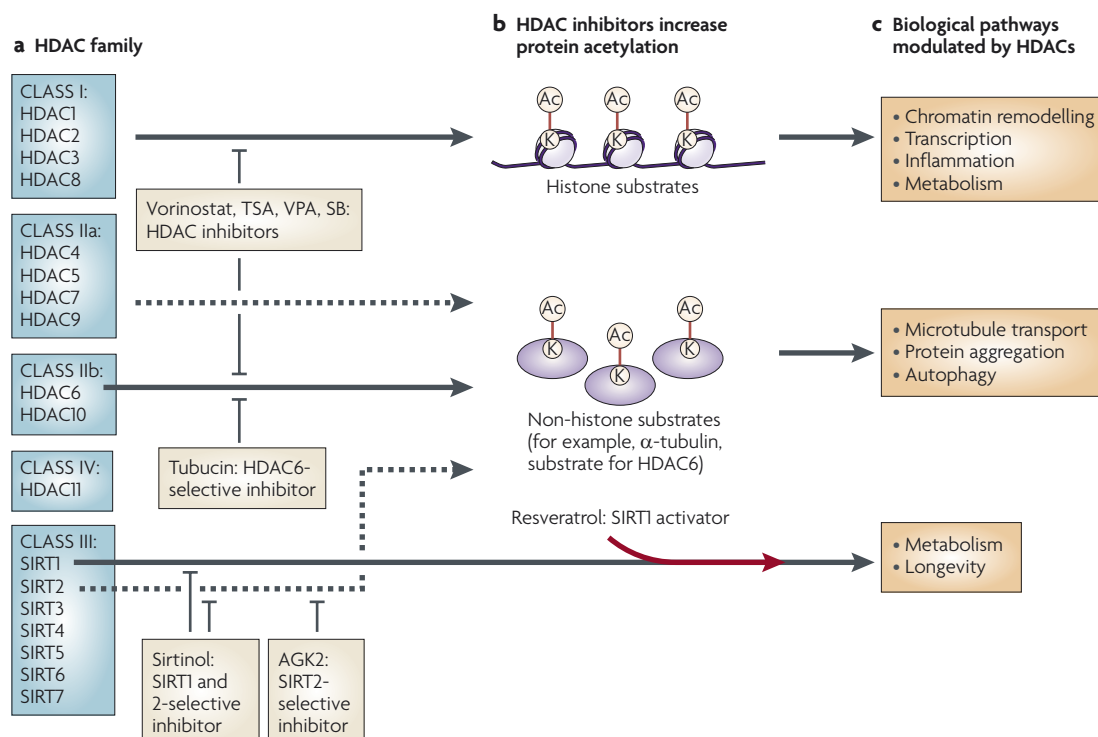 a HDAC family
CLASS I:
HDAC1
HDAC2
HDAC3
HDAC8
CLASS IIa:
HDAC4
HDAC5
HDAC7
HDAC9
CLASS IIb:
HDAC6
HDAC10
CLASS IV:
HDAC11
CLASS III:
SIRT1
SIRT2
SIRT3
SIRT4
SIRT5
SIRT6
SIRT7
Vorinostat, TSA, VPA, SB:
HDAC inhibitors
Tubucin: HDAC6-
selective inhibitor
Sirtinol:
SIRT1 and
2-selective
inhibitor
AGK2:
SIRT2-
selective
inhibitor
b HDAC inhibitors increase
protein acetylation
Ac Ac Ac
K K K
Histone substrates
Ac Ac Ac
K K K
Non-histone substrates
(for example, α-tubulin,
substrate for HDAC6)
Resveratrol: SIRT1 activator
c Biological pathways
modulated by HDACs
• Chromatin remodelling
• Transcription
• Inflammation
• Metabolism
• Microtubule transport
• Protein aggregation
• Autophagy
• Metabolism
• Longevity